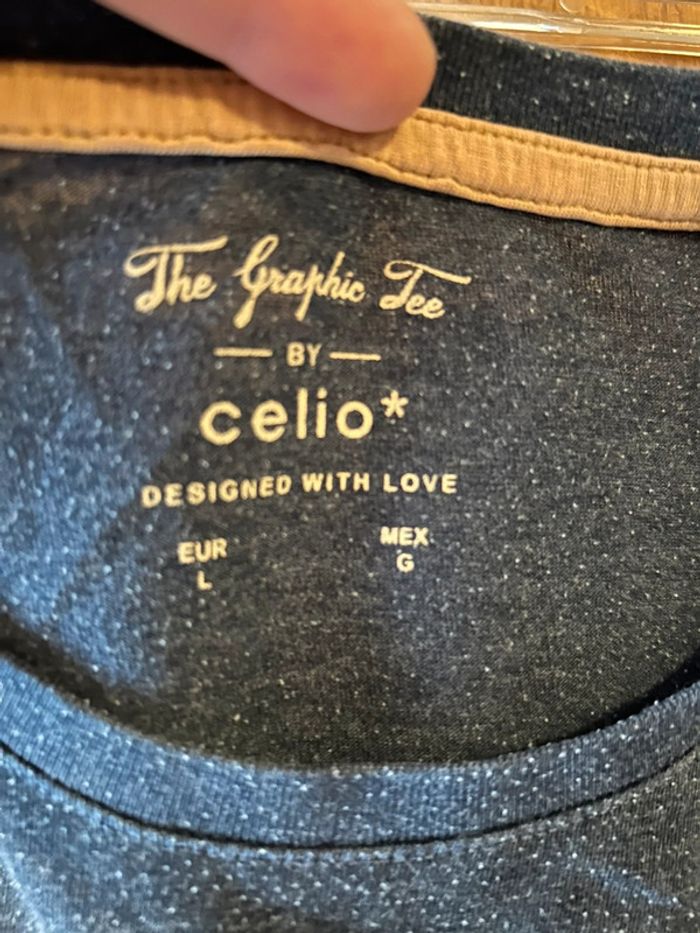 The Graphic Tee
BY
celio*
DESIGNED WITH LOVE
EUR MEX
L G